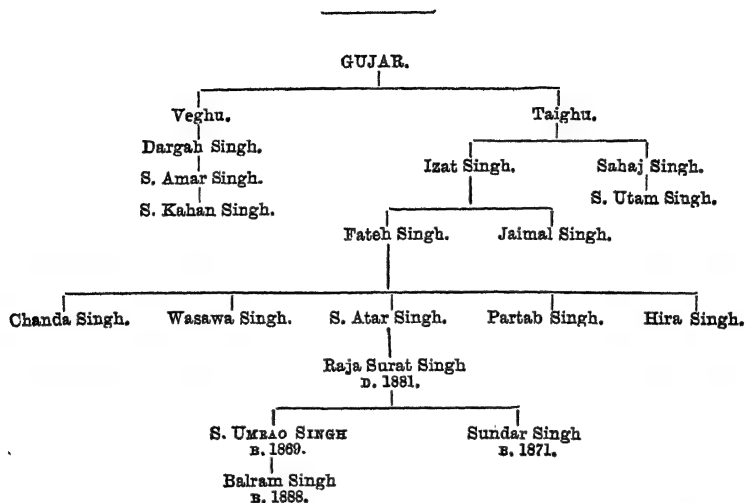 GUJAR.
Veghu. Taighu.
Dargah Singh.
Izat Singh. Sahaj Singh.
S. Amar Singh.
S. Utam Singh.
S. Kahan Singh.
Fateh Singh. Jaimal Singh.
Chanda Singh. Wasawa Singh. S. Atar Singh. Partab Singh. Hira Singh.
Raja Surat Singh
D. 1881.
S. UMRAO SINGH Sundar Singh
B. 1869. B. 1871.
Balram Singh
B. 1888.